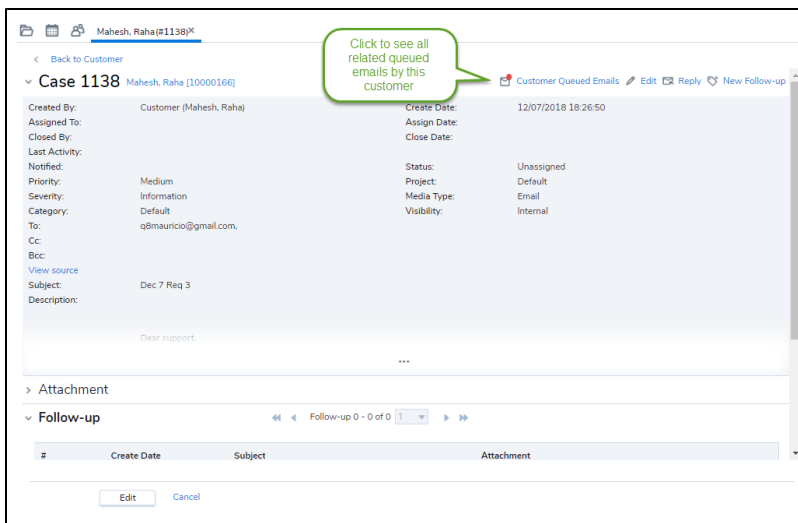 Mahesh, Raha(#1138)×
Click to see all
related queued
emails by this
customer
< Back to Customer
Case 1138 Mahesh, Raha [10000166]
Customer Queued Emails Edit Reply New Follow-up
Created By: Customer (Mahesh, Raha) Create Date: 12/07/2018 18:26:50
Assigned To: Assign Date:
Closed By: Close Date:
Last Activity:
Notified: Status: Unassigned
Priority: Medium Project: Default
Severity: Information Media Type: Email
Category: Default Visibility: Internal
To: q8mauricio@gmail.com,
Cc:
Bcc:
View source
Subject: Dec 7 Req 3
Description:
Dear support,
...
> Attachment
Follow-up Follow-up 0 - 0 of 0 1
# Create Date Subject Attachment
Edit Cancel